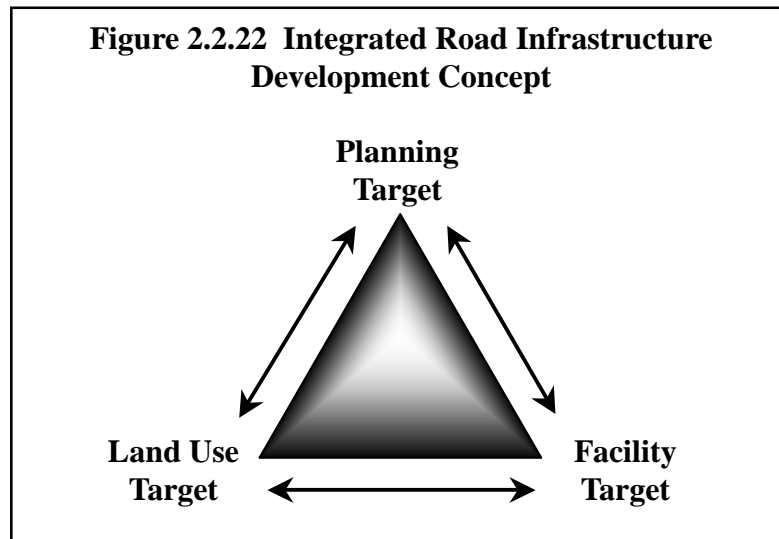 Figure 2.2.22 Integrated Road Infrastructure
Development Concept
Planning
Target
Land Use
Target
Facility
Target